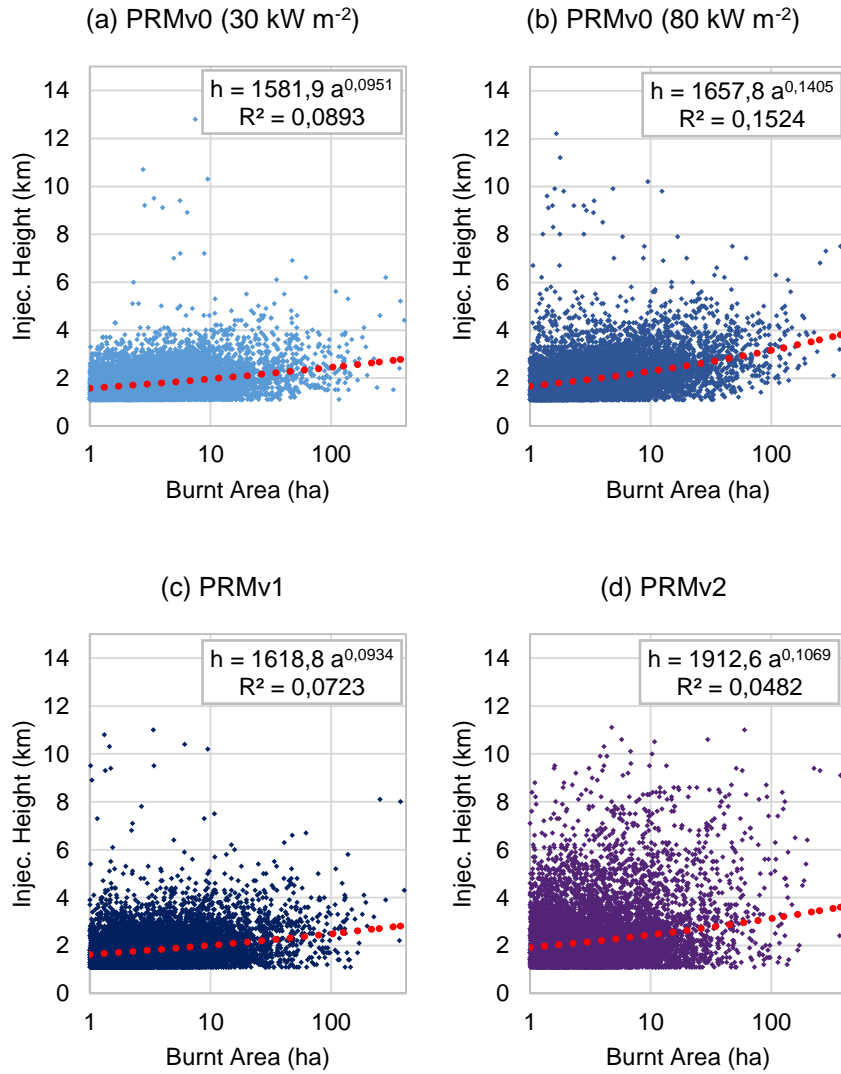 (a) PRMv0 (30 kW m-2)
14
12
10
8
6
4
2
0
Injec. Height (km)
h = 1581,9 a0,0951
R² = 0,0893
1 10 100
Burnt Area (ha)
(b) PRMv0 (80 kW m-2)
14
12
10
8
6
4
2
0
Injec. Height (km)
h = 1657,8 a0,1405
R² = 0,1524
1 10 100
Burnt Area (ha)
(c) PRMv1
14
12
10
8
6
4
2
0
Injec. Height (km)
h = 1618,8 a0,0934
R² = 0,0723
1 10 100
Burnt Area (ha)
(d) PRMv2
14
12
10
8
6
4
2
0
Injec. Height (km)
h = 1912,6 a0,1069
R² = 0,0482
1 10 100
Burnt Area (ha)